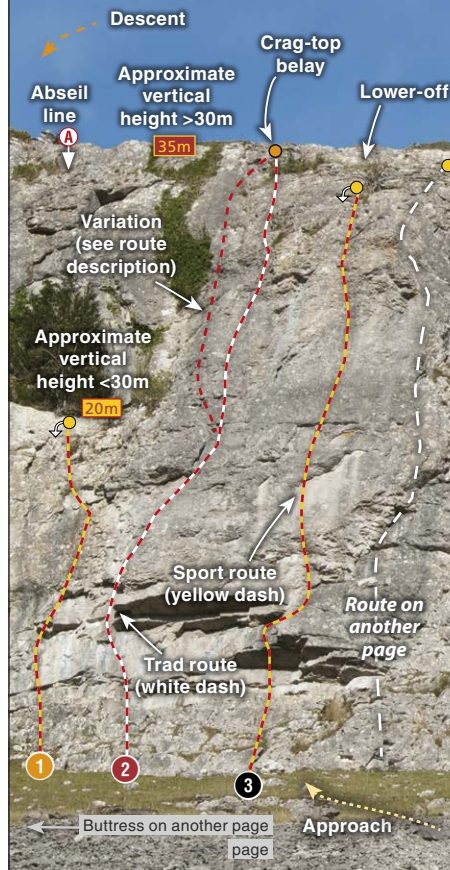 Descent
Crag-top
belay
Approximate
vertical
height >30m
35m
Abseil
line
A
Lower-off
Variation
(see route
description)
Approximate
vertical
height <30m
20m
Sport route
(yellow dash)
Route on
another
page
Trad route
(white dash)
1
2
3
Buttress on another page
page
Approach